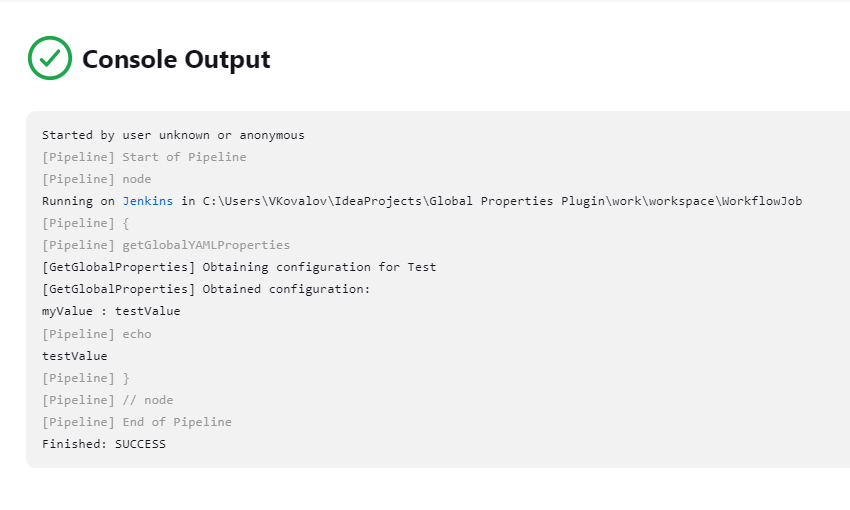 Console Output
Started by user unknown or anonymous
[Pipeline] Start of Pipeline
[Pipeline] node
Running on Jenkins in C:\Users\VKovalov\IdeaProjects\Global Properties Plugin\work\workspace\WorkflowJob
[Pipeline] {
[Pipeline] getGlobalYAMLProperties
[GetGlobalProperties] Obtaining configuration for Test
[GetGlobalProperties] Obtained configuration:
myValue : testValue
[Pipeline] echo
testValue
[Pipeline] }
[Pipeline] // node
[Pipeline] End of Pipeline
Finished: SUCCESS